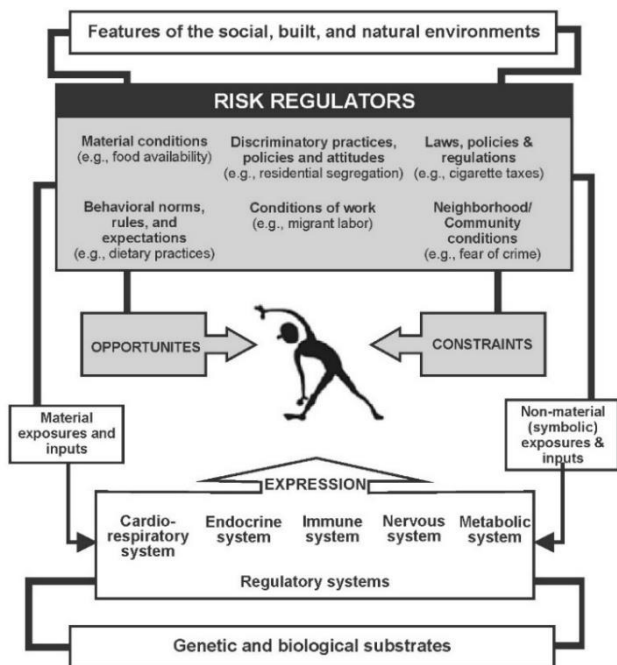 Features of the social, built, and natural environments
RISK REGULATORS
Material conditions
(e.g., food availability)
Discriminatory practices,
policies and attitudes
(e.g., residential segregation)
Laws, policies &
regulations
(e.g., cigarette taxes)
Behavioral norms,
rules, and
expectations
(e.g., dietary practices)
Conditions of work
(e.g., migrant labor)
Neighborhood/
Community
conditions
(e.g., fear of crime)
OPPORTUNITES
CONSTRAINTS
Material
exposures and
inputs
Non-material
(symbolic)
exposures &
inputs
EXPRESSION
Cardio-
respiratory
system
Endocrine
system
Immune
system
Nervous
system
Metabolic
system
Regulatory systems
Genetic and biological substrates